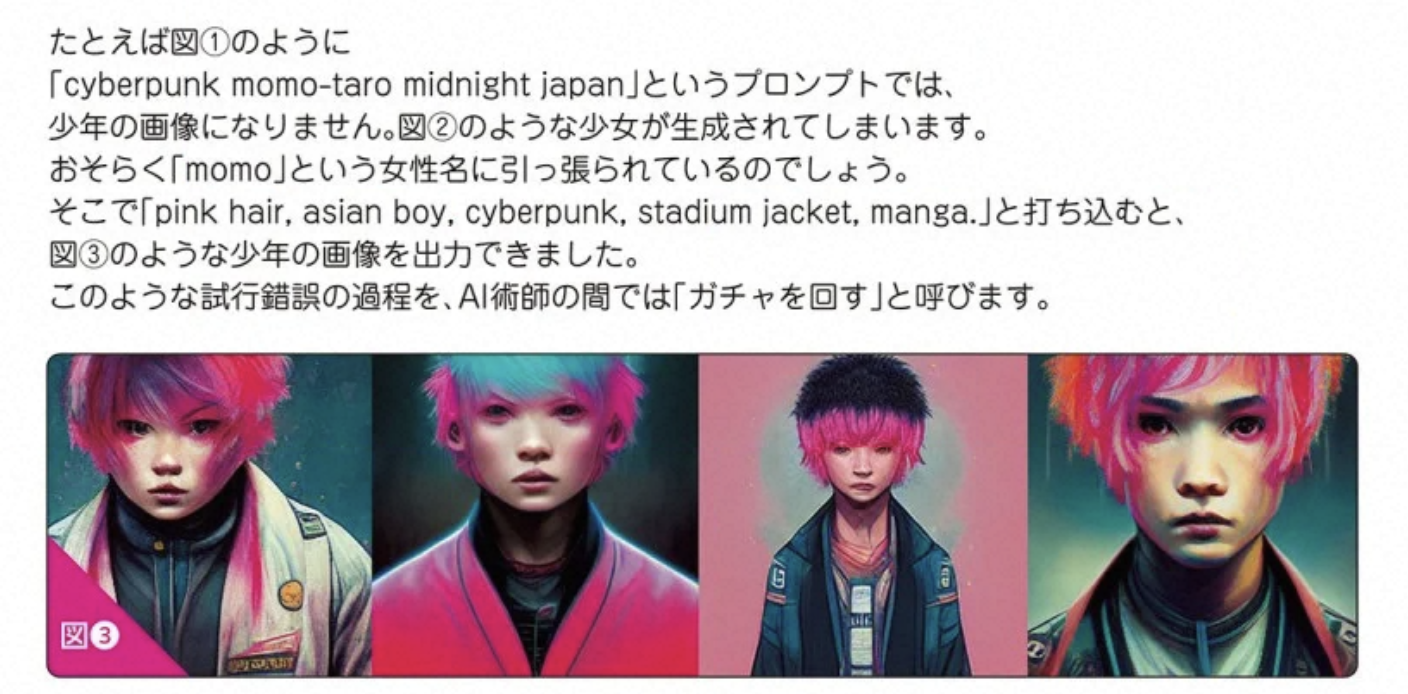 たとえば図①のように
「cyberpunk momo-taro midnight japan」というプロンプトでは、
少年の画像になりません。図②のような少女が生成されてしまいます。
おそらく「momo」という女性名に引っ張られているのでしょう。
そこで「pink hair, asian boy, cyberpunk, stadium jacket, manga.」と打ち込むと、
図③のような少年の画像を出力できました。
このような試行錯誤の過程を、AI術師の間では「ガチャを回す」と呼びます。
図❸